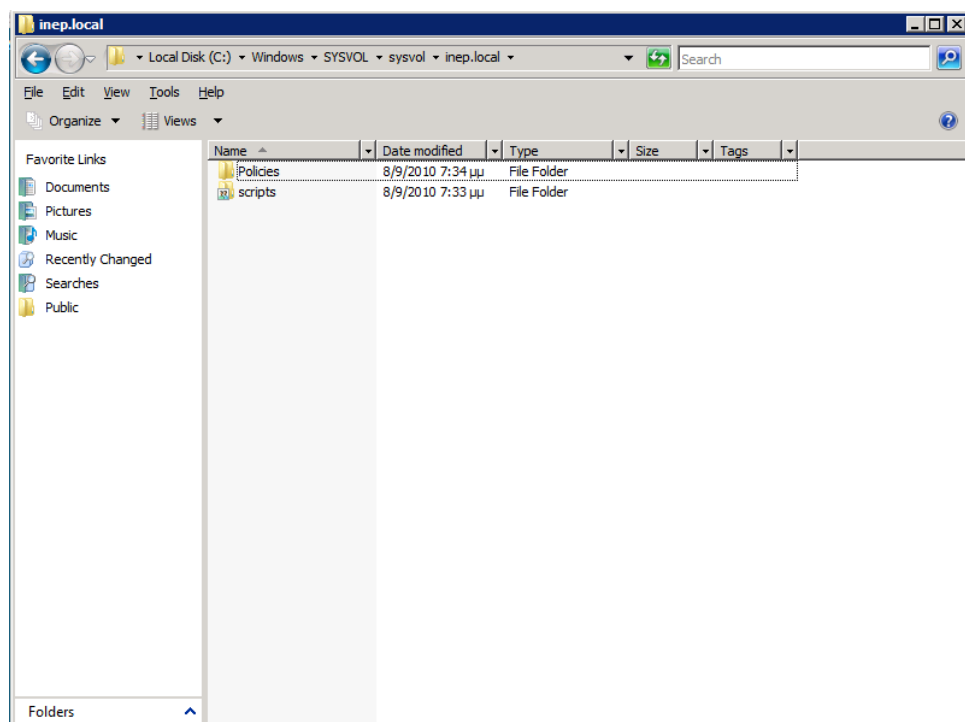 inep.local
Local Disk (C:) Windows SYSVOL sysvol inep.local Search
File Edit View Tools Help
Organize Views
Favorite Links
Documents
Pictures
Music
Recently Changed
Searches
Public
Folders
Name Date modified Type Size Tags
Policies 8/9/2010 7:34 μμ File Folder
scripts 8/9/2010 7:33 μμ File Folder